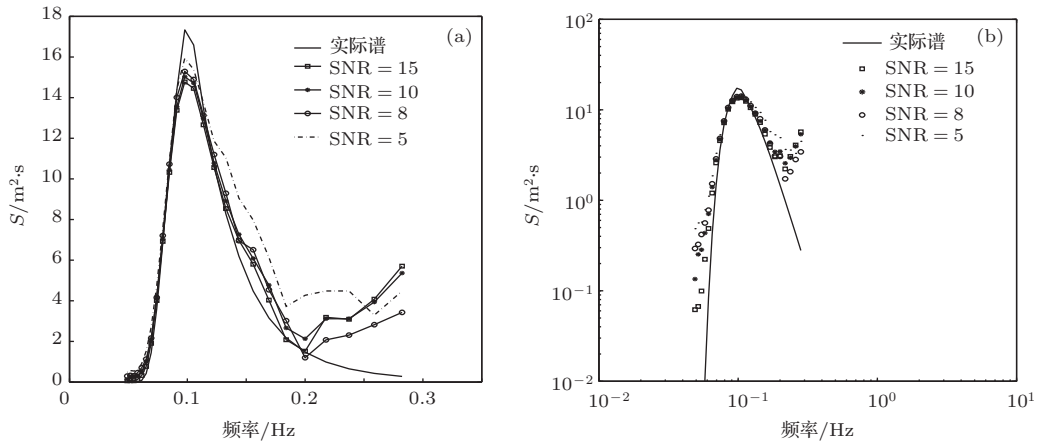 (a)
18
16
14
12
10
8
6
4
2
0
S/m²·s
实际谱
SNR = 15
SNR = 10
SNR = 8
SNR = 5
0
0.1
0.2
0.3
频率/Hz
(b)
10²
10¹
10⁰
10⁻¹
10⁻²
S/m²·s
实际谱
SNR = 15
SNR = 10
SNR = 8
SNR = 5
10⁻²
10⁻¹
10⁰
10¹
频率/Hz